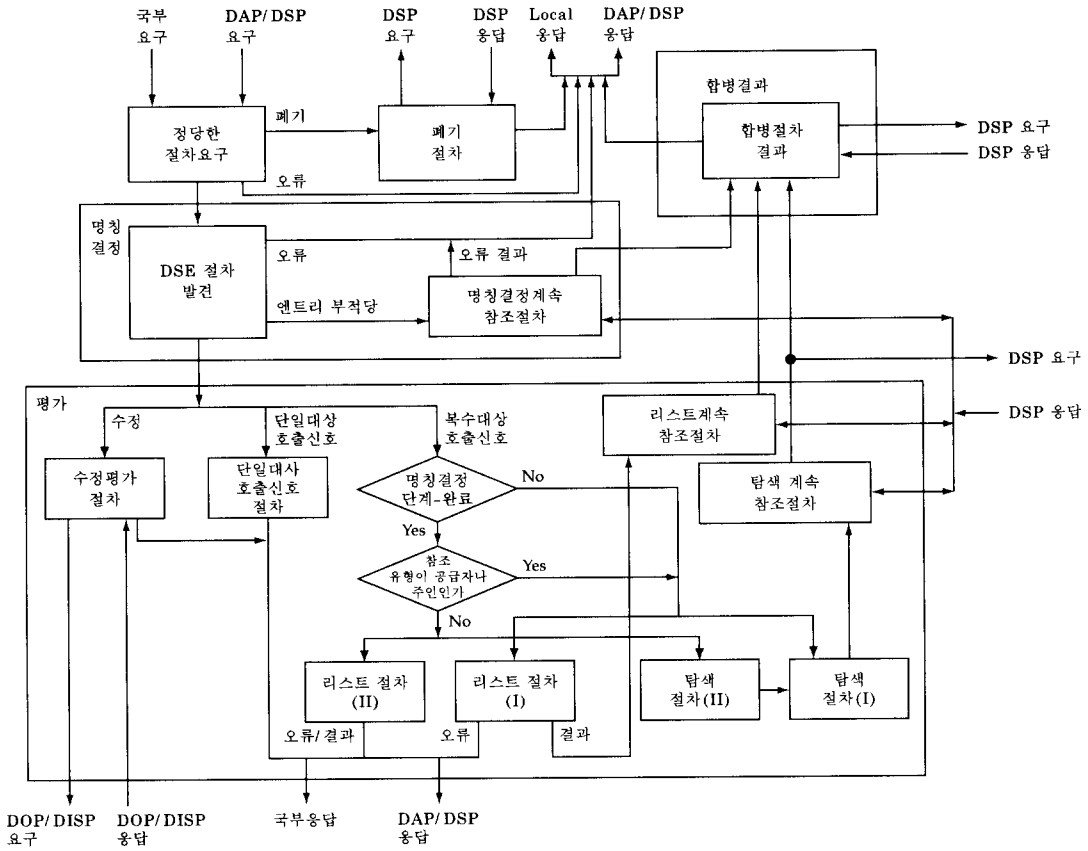 국부
요구
DAP/DSP
요구
DSP
요구
DSP
응답
Local
응답
DAP/DSP
응답
합병결과
정당한
절차요구
폐기
폐기
절차
합병절차
결과
DSP 요구
DSP 응답
오류
명칭
결정
DSE 절차
발견
오류
오류 결과
엔트리 부적당
명칭결정계속
참조절차
DSP 요구
DSP 응답
평가
수정
단일대상
호출신호
복수대상
호출신호
리스트계속
참조절차
수정평가
절차
단일대사
호출신호
절차
명칭결정
단계-완료
No
탐색 계속
참조절차
Yes
참조
유형이 공급자나
주인인가
Yes
No
리스트 절차
(II)
리스트 절차
(I)
탐색
절차(II)
탐색
절차(I)
오류/결과
오류
결과
DOP/DISP
요구
DOP/DISP
응답
국부응답
DAP/DSP
응답